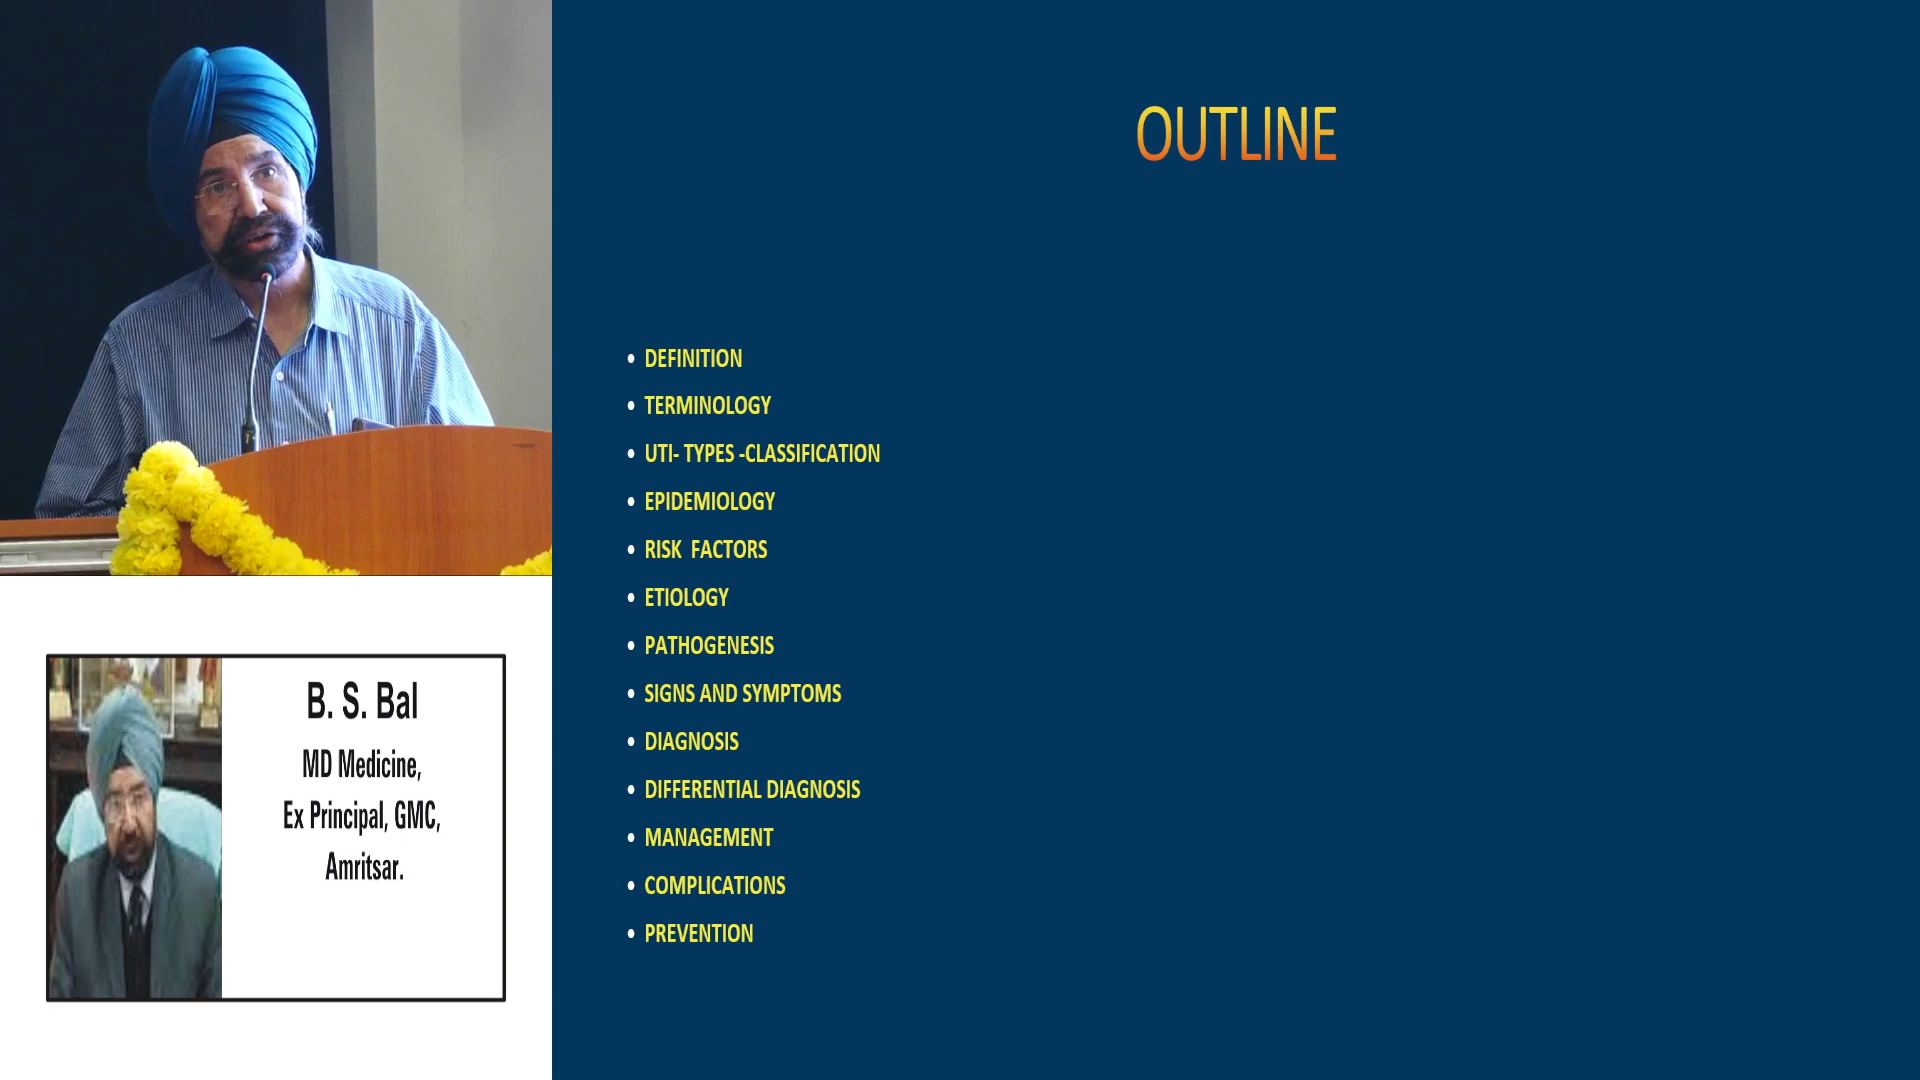 B. S. Bal
MD Medicine,
Ex Principal, GMC,
Amritsar.
OUTLINE
• DEFINITION
• TERMINOLOGY
• UTI- TYPES -CLASSIFICATION
• EPIDEMIOLOGY
• RISK  FACTORS
• ETIOLOGY
• PATHOGENESIS
• SIGNS AND SYMPTOMS
• DIAGNOSIS
• DIFFERENTIAL DIAGNOSIS
• MANAGEMENT
• COMPLICATIONS
• PREVENTION